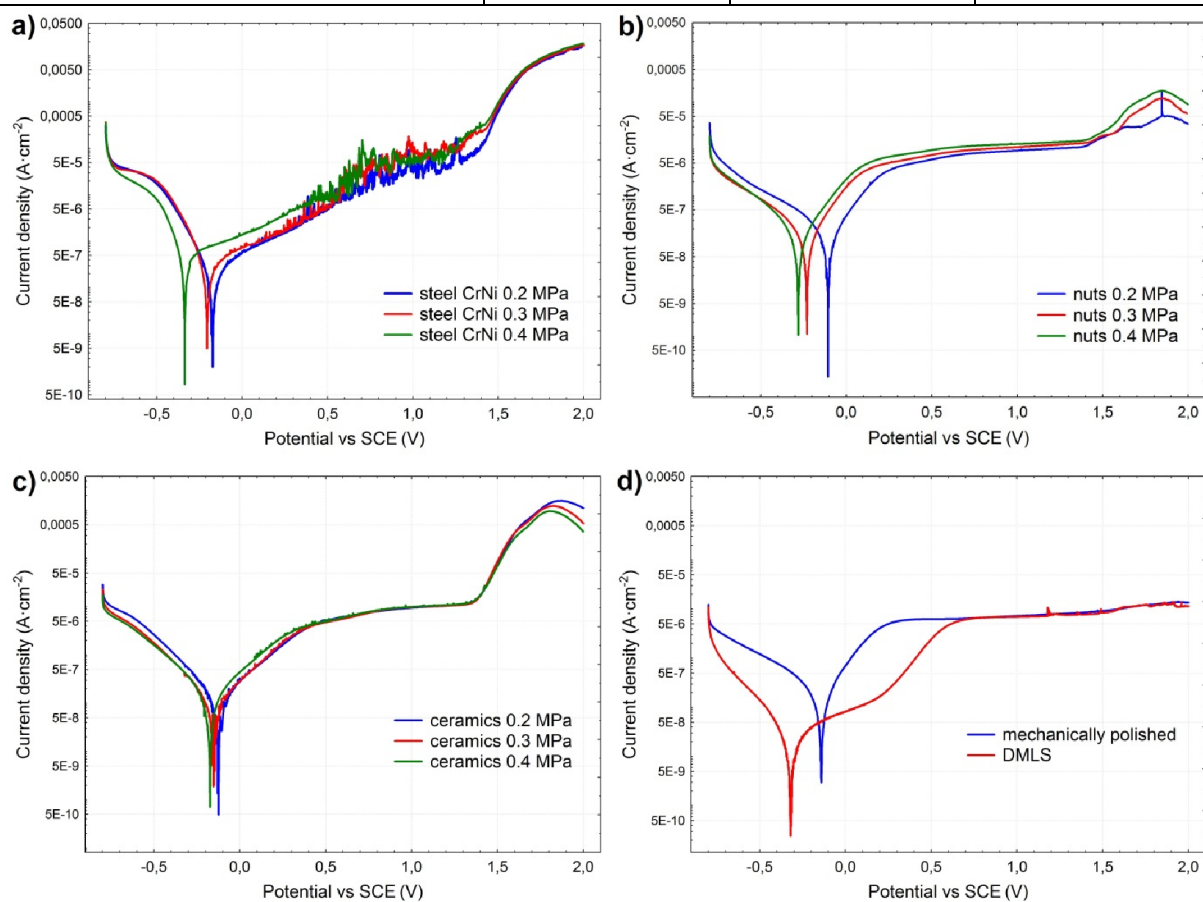 a)
Current density (A·cm-2)
0,0500
0,0050
0,0005
5E-5
5E-6
5E-7
5E-8
5E-9
5E-10
steel CrNi 0.2 MPa
steel CrNi 0.3 MPa
steel CrNi 0.4 MPa
-0,5 0,0 0,5 1,0 1,5 2,0
Potential vs SCE (V)
b)
Current density (A·cm-2)
0,0050
0,0005
5E-5
5E-6
5E-7
5E-8
5E-9
5E-10
nuts 0.2 MPa
nuts 0.3 MPa
nuts 0.4 MPa
-0,5 0,0 0,5 1,0 1,5 2,0
Potential vs SCE (V)
c)
Current density (A·cm-2)
0,0050
0,0005
5E-5
5E-6
5E-7
5E-8
5E-9
5E-10
ceramics 0.2 MPa
ceramics 0.3 MPa
ceramics 0.4 MPa
-0,5 0,0 0,5 1,0 1,5 2,0
Potential vs SCE (V)
d)
Current density (A·cm-2)
0,0050
0,0005
5E-5
5E-6
5E-7
5E-8
5E-9
5E-10
mechanically polished
DMLS
-0,5 0,0 0,5 1,0 1,5 2,0
Potential vs SCE (V)